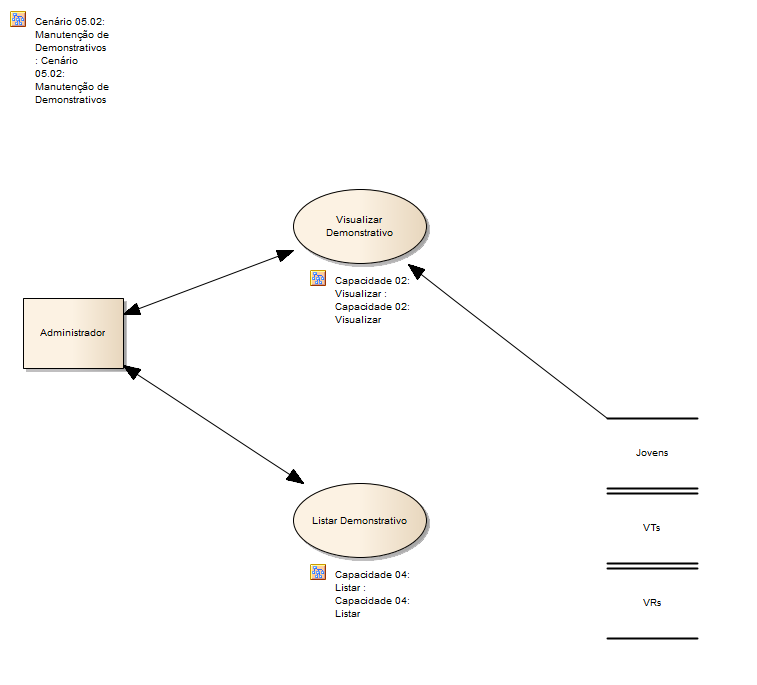 Cenário 05.02:
Manutenção de
Demonstrativos
: Cenário
05.02:
Manutenção de
Demonstrativos
Visualizar
Demonstrativo
Capacidade 02:
Visualizar :
Capacidade 02:
Visualizar
Administrador
Jovens
VTs
VRs
Listar Demonstrativo
Capacidade 04:
Listar :
Capacidade 04:
Listar